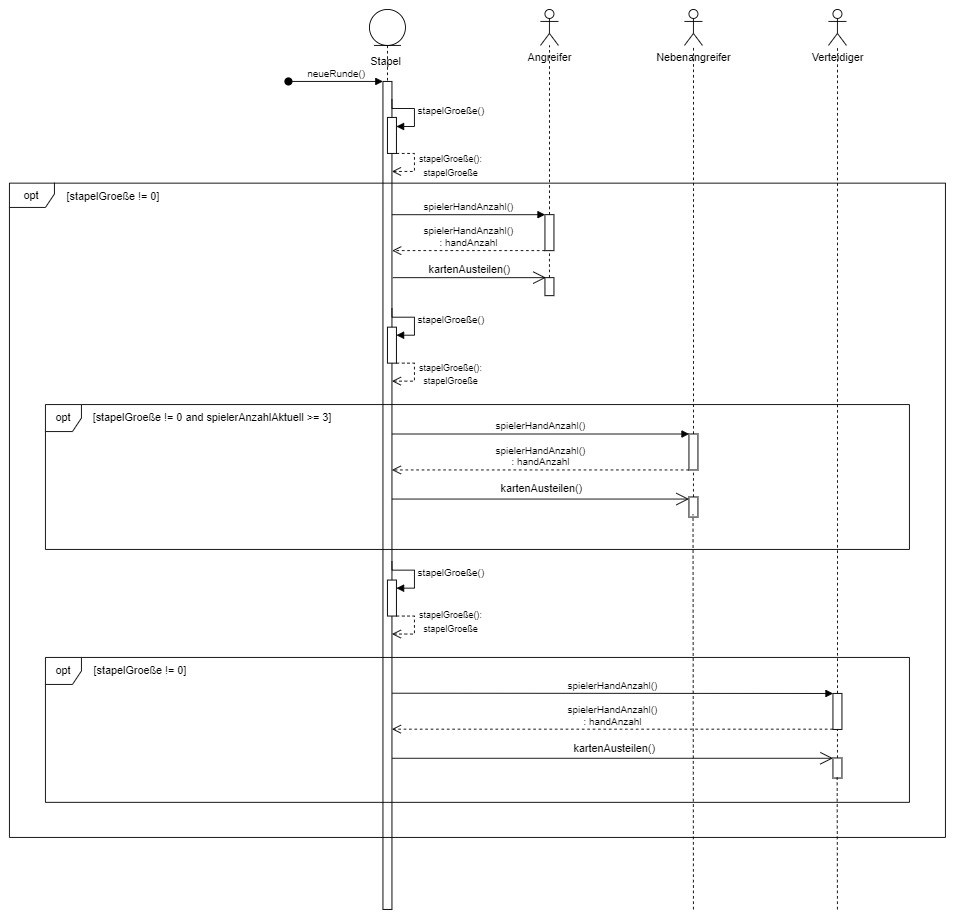 Stapel
Angreifer
Nebenangreifer
Verteidiger
neueRunde()
stapelGroeße()
stapelGroeße():
stapelGroeße
opt
[stapelGroeße != 0]
spielerHandAnzahl()
spielerHandAnzahl()
: handAnzahl
kartenAusteilen()
stapelGroeße()
stapelGroeße():
stapelGroeße
opt
[stapelGroeße != 0 and spielerAnzahlAktuell >= 3]
spielerHandAnzahl()
spielerHandAnzahl()
: handAnzahl
kartenAusteilen()
stapelGroeße()
stapelGroeße():
stapelGroeße
opt
[stapelGroeße != 0]
spielerHandAnzahl()
spielerHandAnzahl()
: handAnzahl
kartenAusteilen()